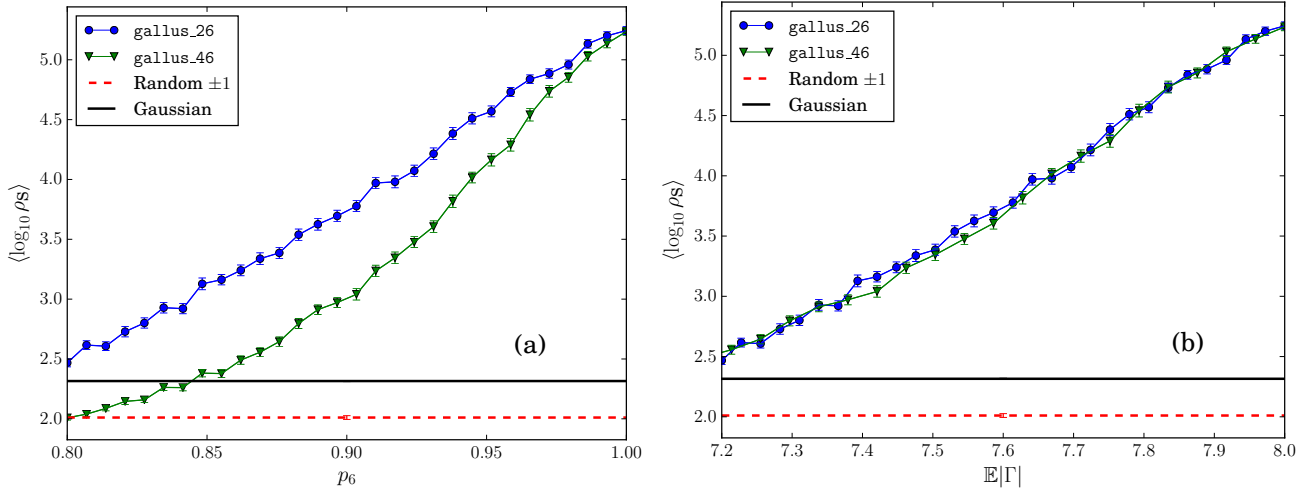 gallus_26
gallus_46
Random ±1
Gaussian
5.0
4.5
4.0
3.5
3.0
2.5
2.0
⟨log₁₀ ρs⟩
(a)
0.80 0.85 0.90 0.95 1.00
p₆
gallus_26
gallus_46
Random ±1
Gaussian
5.0
4.5
4.0
3.5
3.0
2.5
2.0
⟨log₁₀ ρs⟩
(b)
7.2 7.3 7.4 7.5 7.6 7.7 7.8 7.9 8.0
𝔼|Γ|